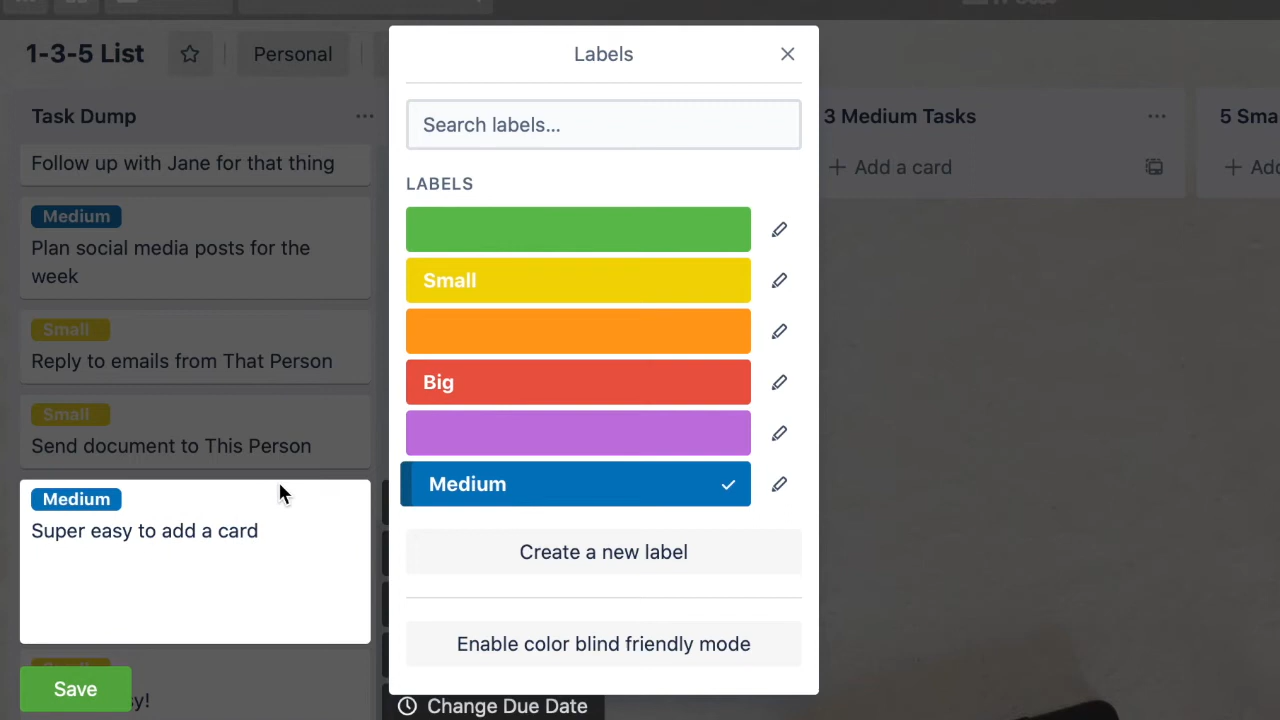 1-3-5 List
Personal
Task Dump
Follow up with Jane for that thing
Medium
Plan social media posts for the
week
Small
Reply to emails from That Person
Small
Send document to This Person
Medium
Super easy to add a card
Save
Labels
Search labels...
LABELS
Small
Big
Medium
Create a new label
Enable color blind friendly mode
Change Due Date
3 Medium Tasks
+ Add a card
5